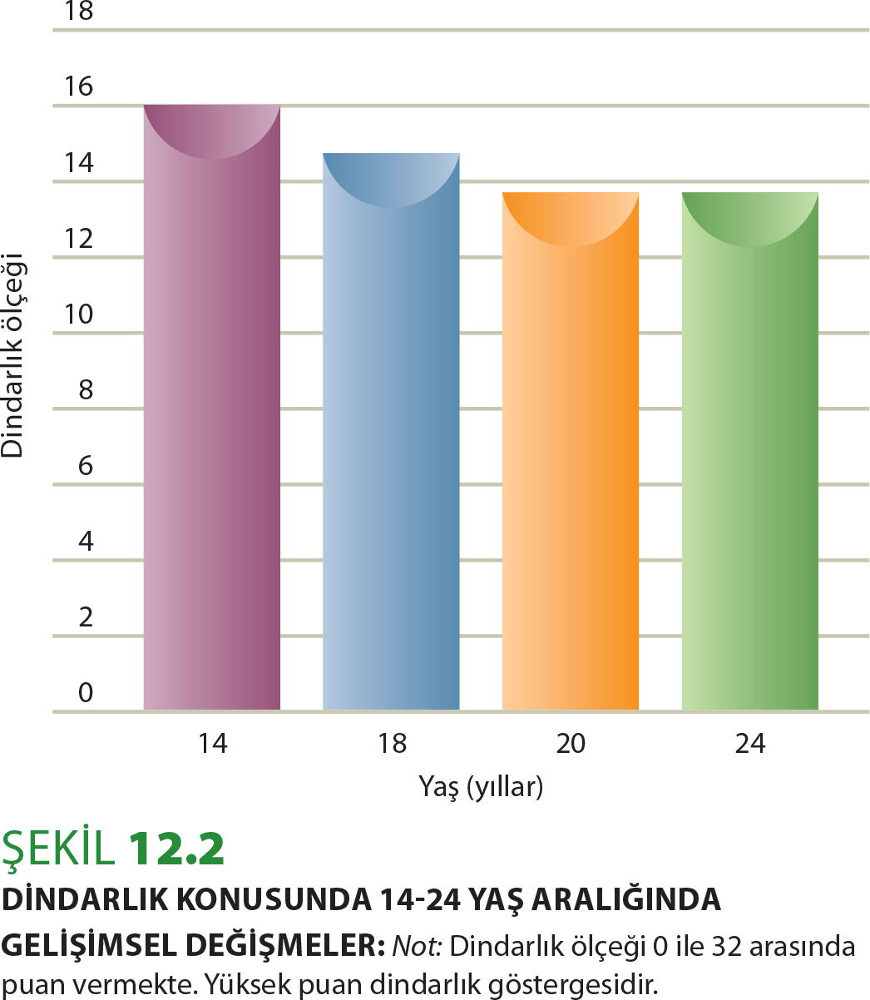 18
16
14
12
10
8
6
4
2
0
Dindarlık ölçeği
14 18 20 24
Yaş (yıllar)
ŞEKİL 12.2
DİNDARLIK KONUSUNDA 14-24 YAŞ ARALIĞINDA
GELİŞİMSEL DEĞİŞMELER: Not: Dindarlık ölçeği 0 ile 32 arasında
puan vermekte. Yüksek puan dindarlık göstergesidir.